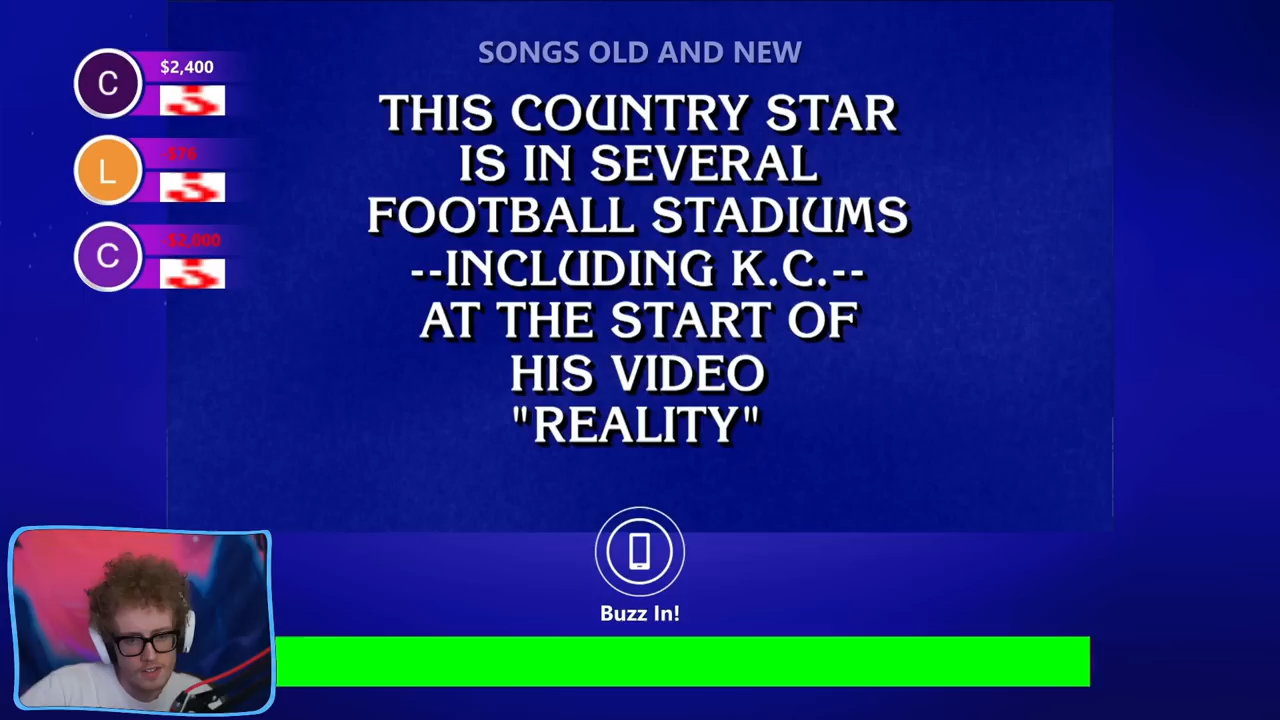 SONGS OLD AND NEW
C
$2,400
L
-$76
C
-$2,000
THIS COUNTRY STAR
IS IN SEVERAL
FOOTBALL STADIUMS
--INCLUDING K.C.--
AT THE START OF
HIS VIDEO
"REALITY"
Buzz In!